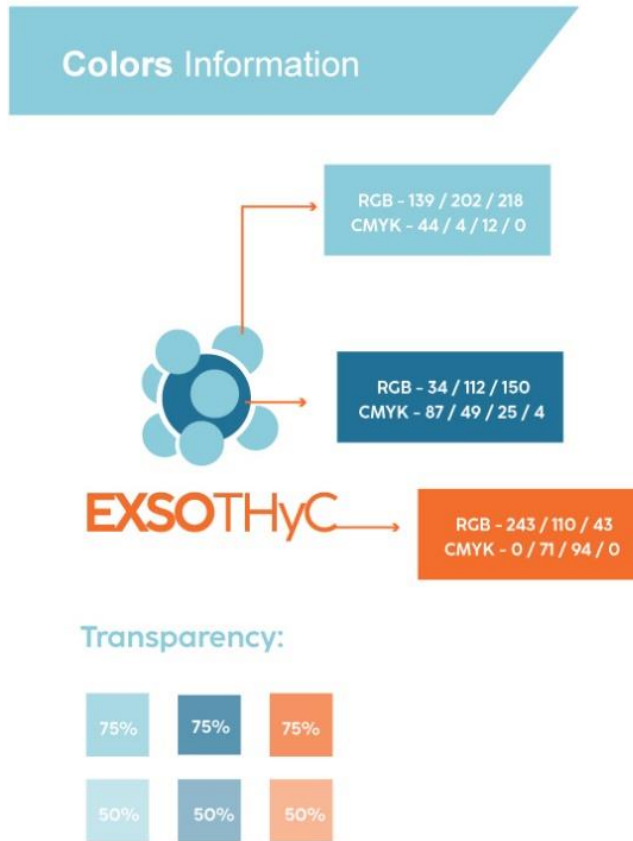 Colors Information
RGB - 139 / 202 / 218
CMYK - 44 / 4 / 12 / 0
RGB - 34 / 112 / 150
CMYK - 87 / 49 / 25 / 4
EXSOTHyC
RGB - 243 / 110 / 43
CMYK - 0 / 71 / 94 / 0
Transparency:
75% 75% 75%
50% 50% 50%